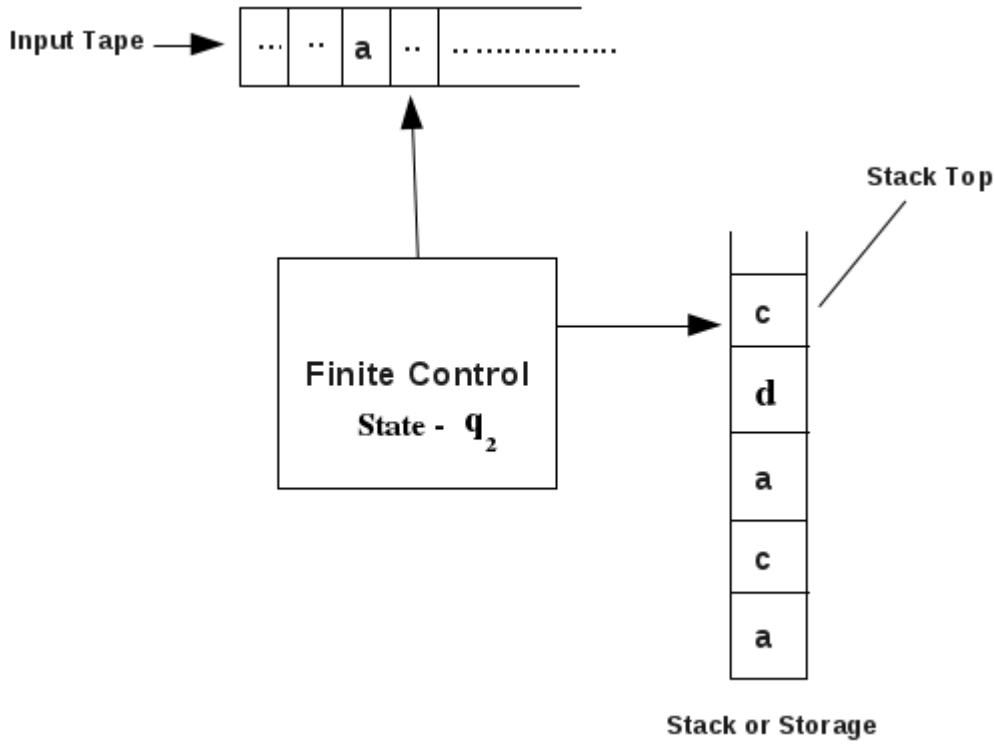 Input Tape
... .. a .. .. ...............
Stack Top
c
Finite Control
d
State - q₂
a
c
a
Stack or Storage